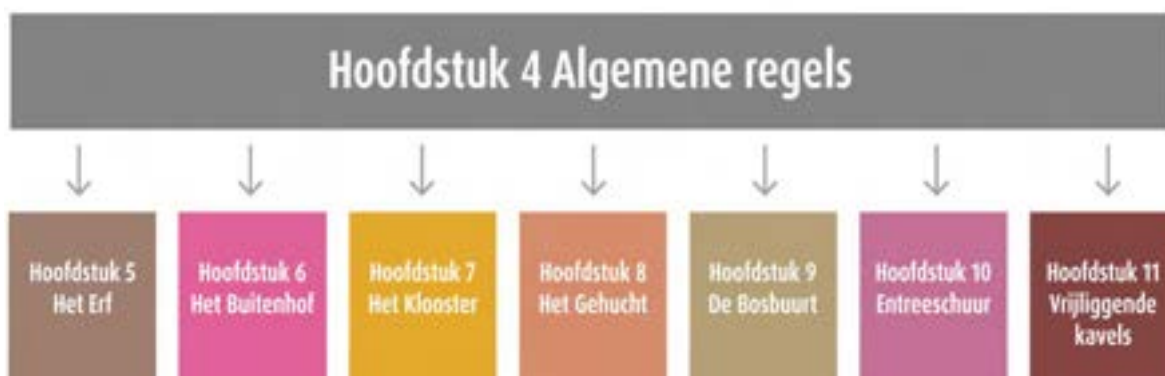 Hoofdstuk 4 Algemene regels
Hoofdstuk 5
Het Erf
Hoofdstuk 6
Het Buitenhof
Hoofdstuk 7
Het Klooster
Hoofdstuk 8
Het Gehucht
Hoofdstuk 9
De Bosbuurt
Hoofdstuk 10
Entreeschuur
Hoofdstuk 11
Vrijliggende
kavels